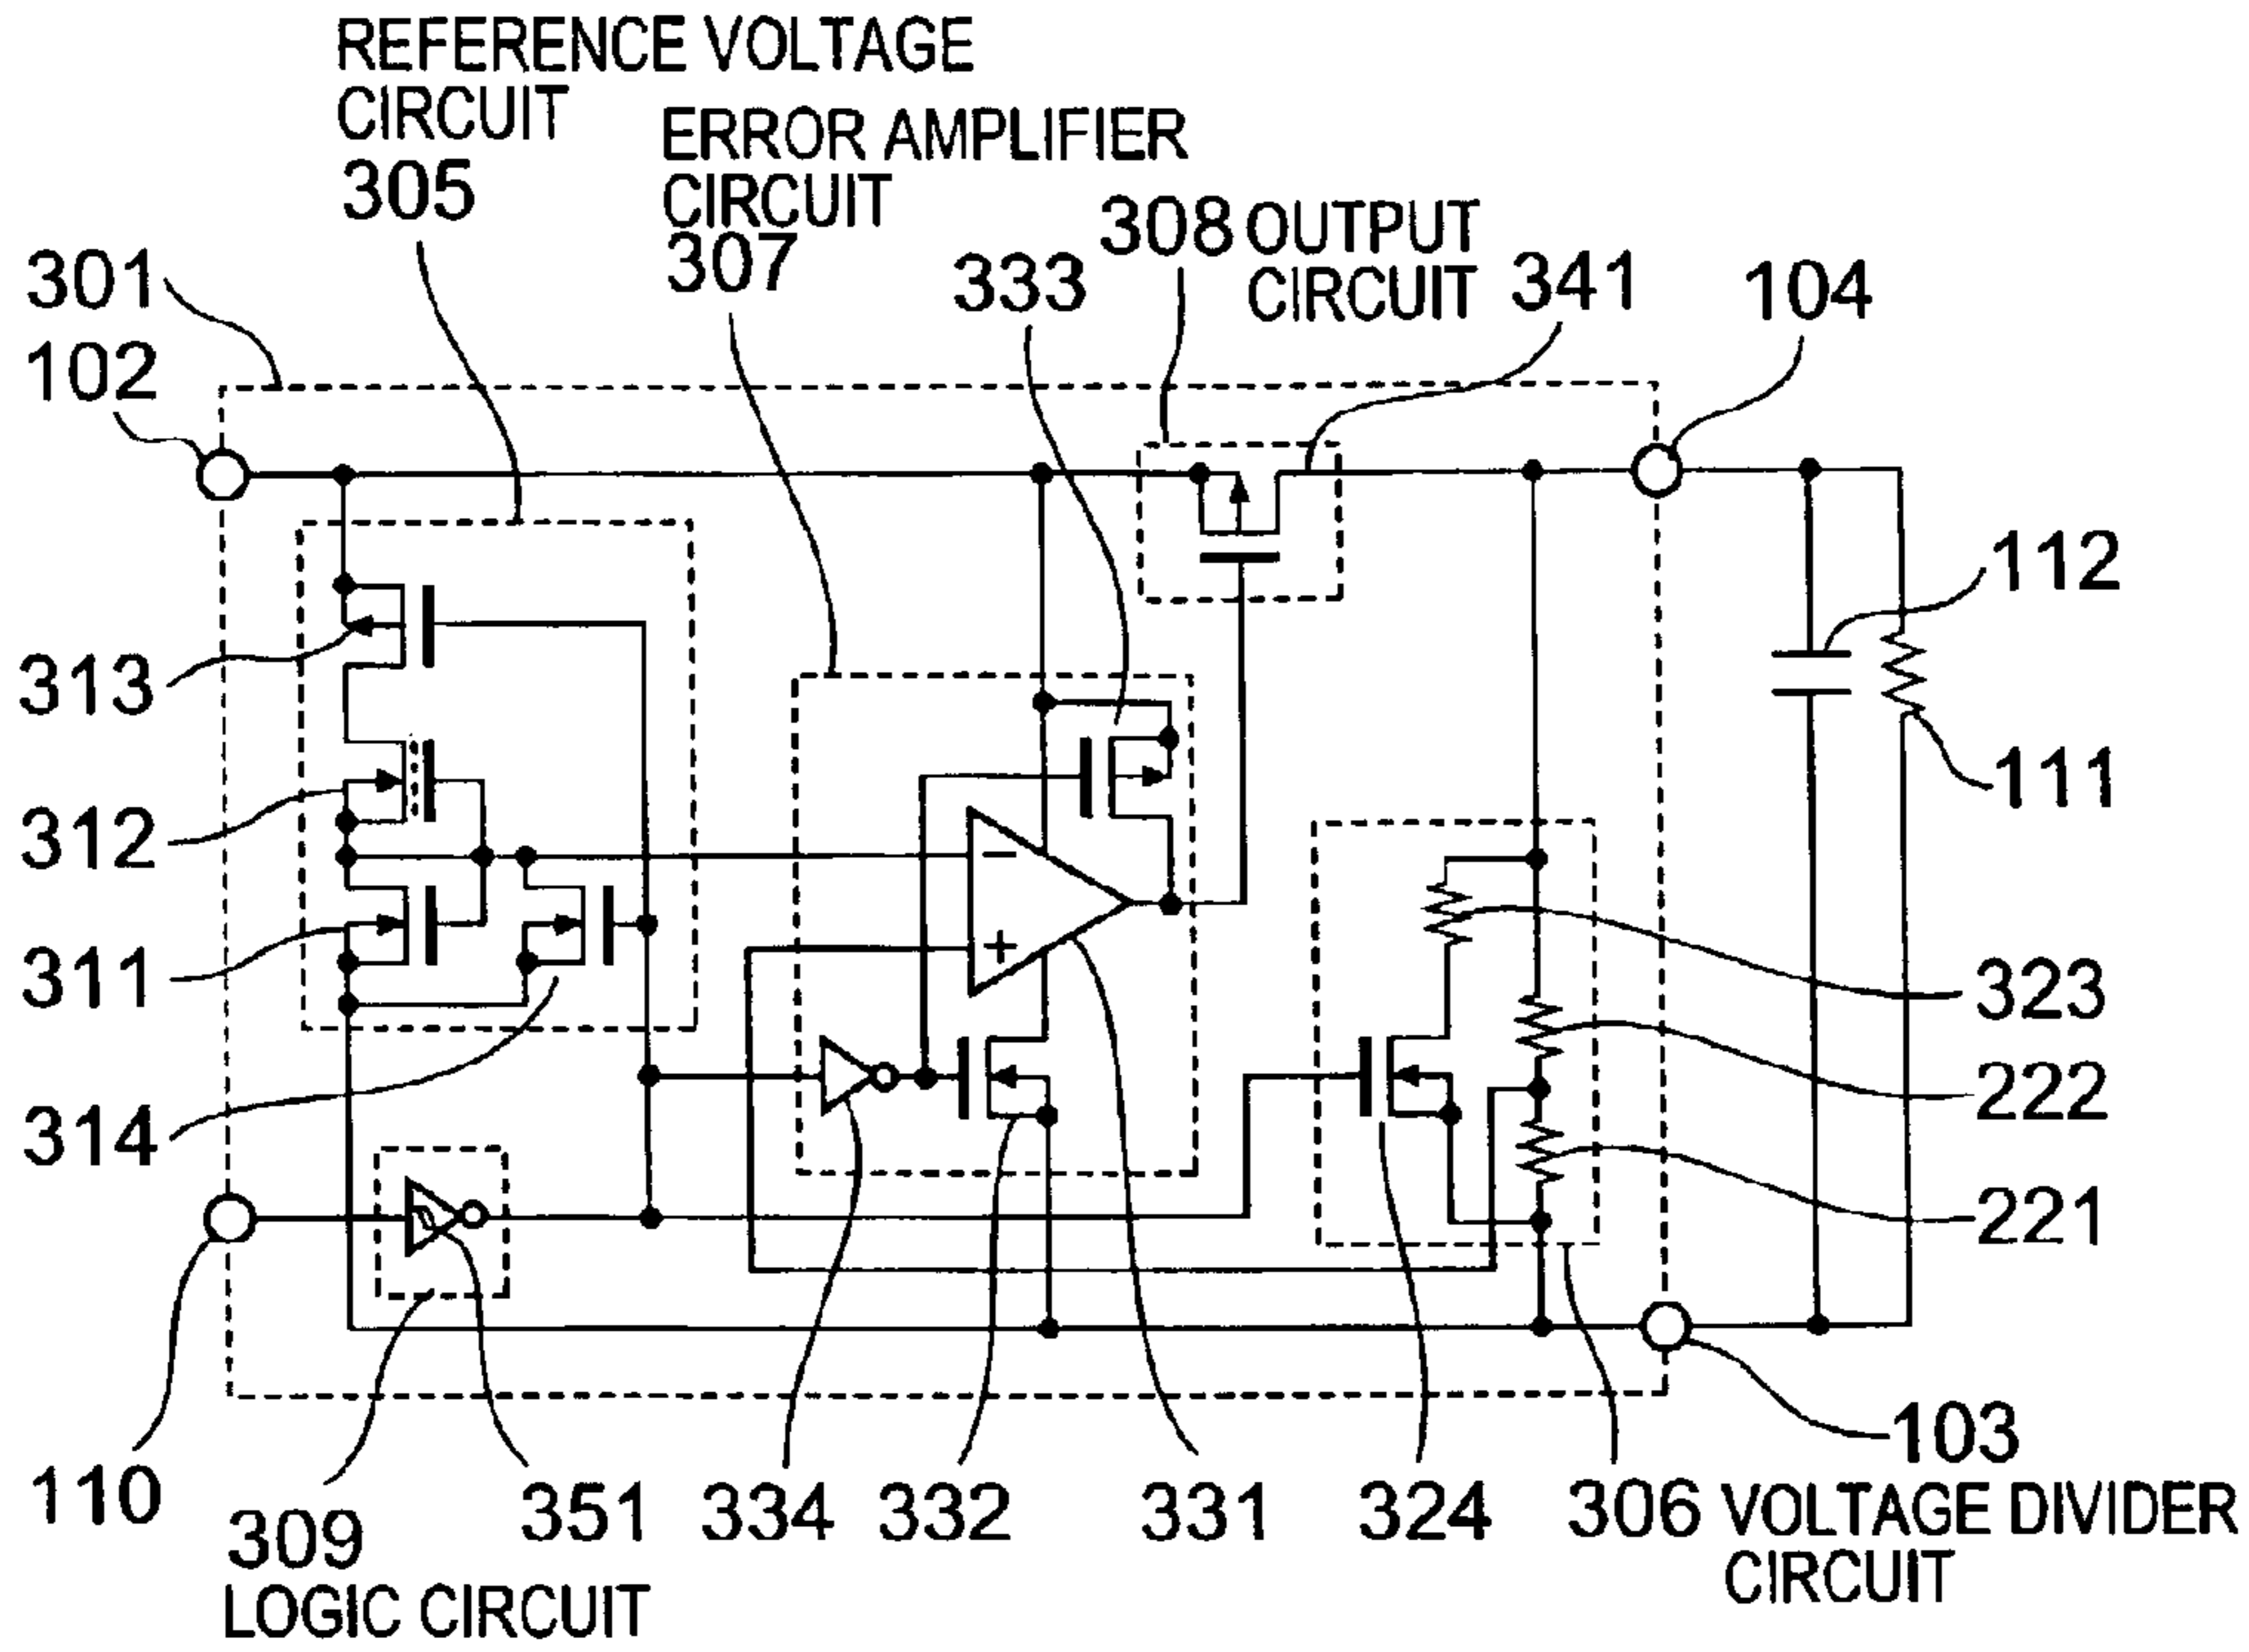 REFERENCE VOLTAGE
CIRCUIT
305
ERROR AMPLIFIER
CIRCUIT
307
308 OUTPUT
CIRCUIT
333
341
104
301
102
112
313
111
312
−
311
+
323
222
314
221
110
103
309
LOGIC CIRCUIT
351
334
332
331
324
306 VOLTAGE DIVIDER
CIRCUIT